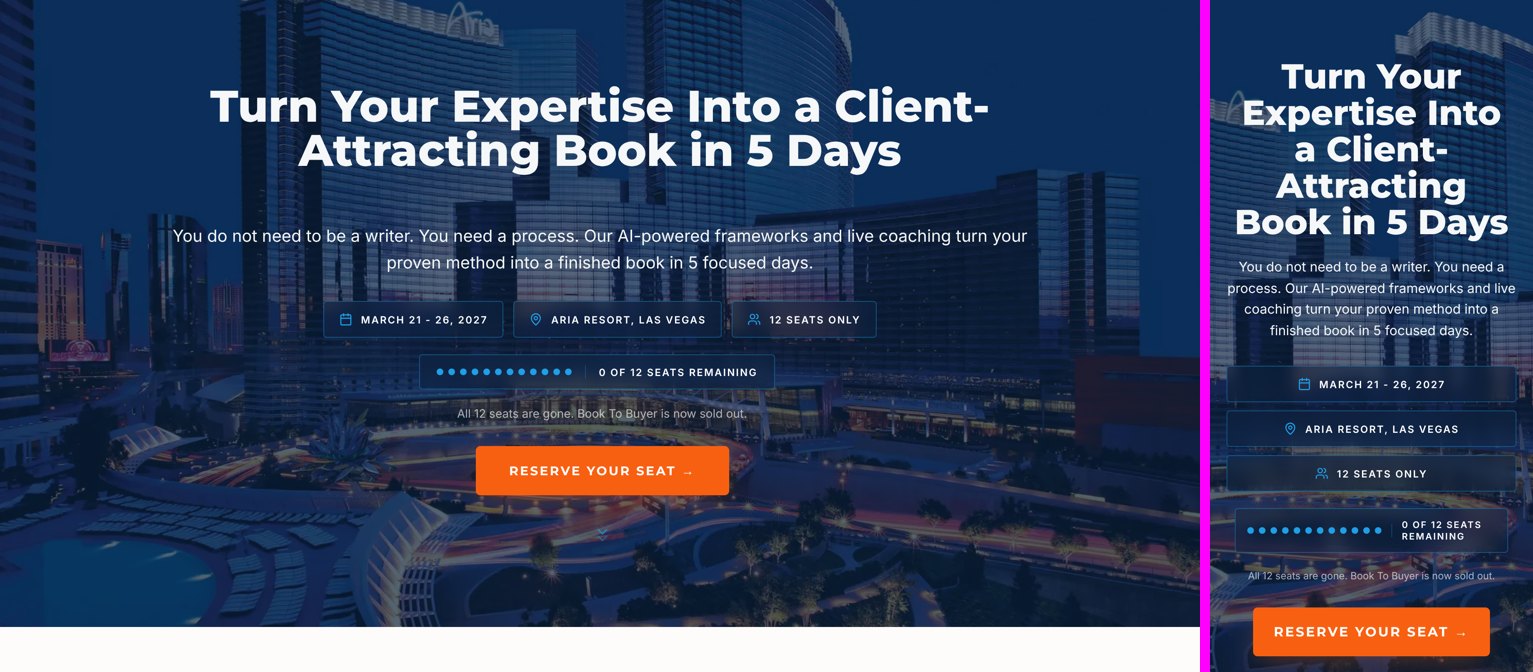 Aria
Turn Your Expertise Into a Client-
Attracting Book in 5 Days
You do not need to be a writer. You need a process. Our AI-powered frameworks and live coaching turn your
proven method into a finished book in 5 focused days.
MARCH 21 - 26, 2027
ARIA RESORT, LAS VEGAS
12 SEATS ONLY
0 OF 12 SEATS REMAINING
All 12 seats are gone. Book To Buyer is now sold out.
RESERVE YOUR SEAT →
Turn Your
Expertise Into
a Client-
Attracting
Book in 5 Days
You do not need to be a writer. You need a
process. Our AI-powered frameworks and live
coaching turn your proven method into a
finished book in 5 focused days.
MARCH 21 - 26, 2027
ARIA RESORT, LAS VEGAS
12 SEATS ONLY
0 OF 12 SEATS
REMAINING
All 12 seats are gone. Book To Buyer is now sold out.
RESERVE YOUR SEAT →